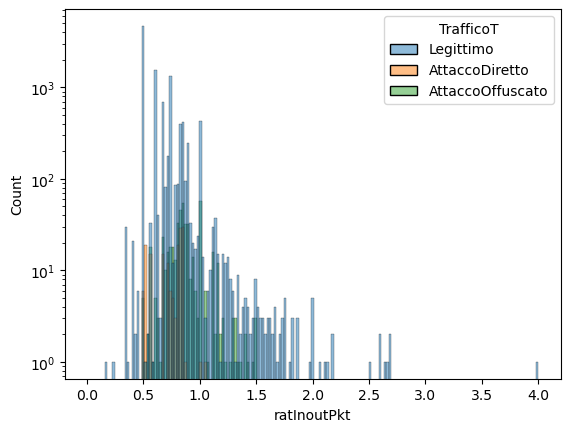 TrafficoT
Legittimo
AttaccoDiretto
AttaccoOffuscato
Count
10³
10²
10¹
10⁰
0.0 0.5 1.0 1.5 2.0 2.5 3.0 3.5 4.0
ratInoutPkt